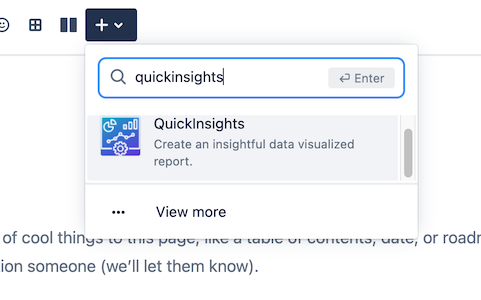 quickinsights
Enter
QuickInsights
Create an insightful data visualized
report.
View more
of cool things to this page, like a table of contents, date, or roadm
ion someone (we'll let them know).